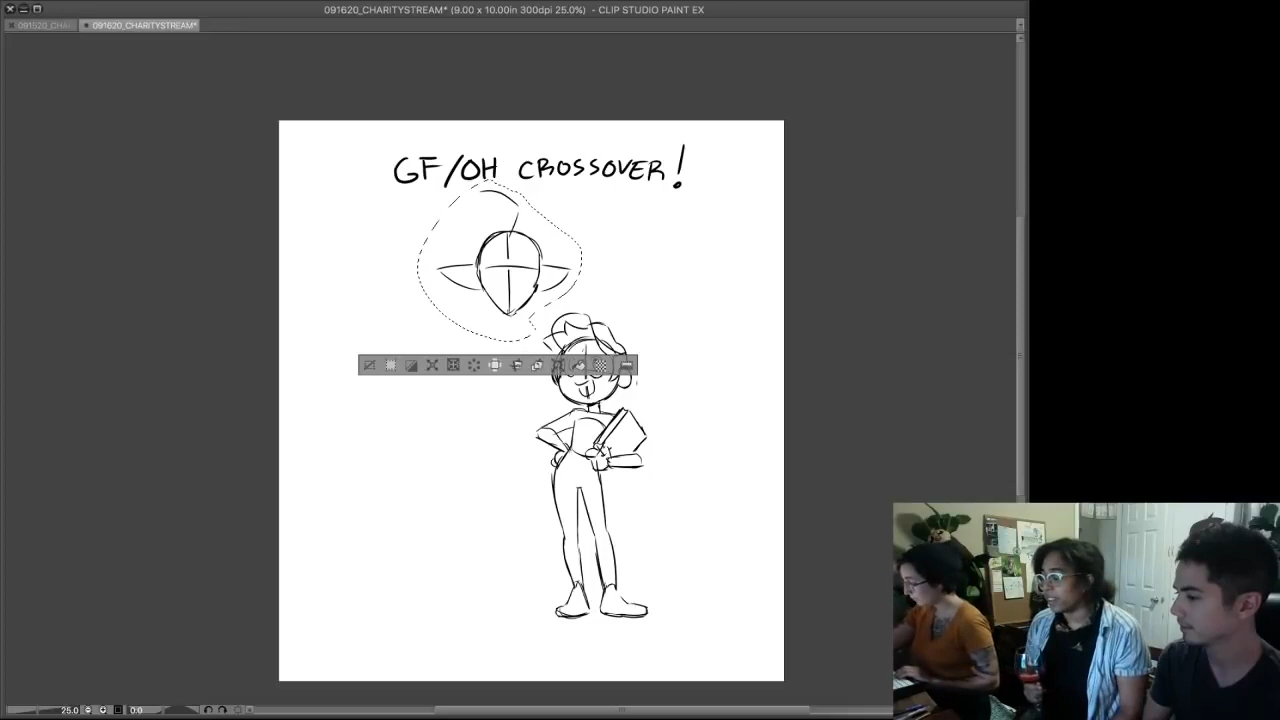 091620_CHARITYSTREAM* (9.00 x 10.00in 300dpi 25.0%) - CLIP STUDIO PAINT EX
091520_CHA 091620_CHARITYSTREAM*
GF/OH CROSSOVER!
25.0 0.0